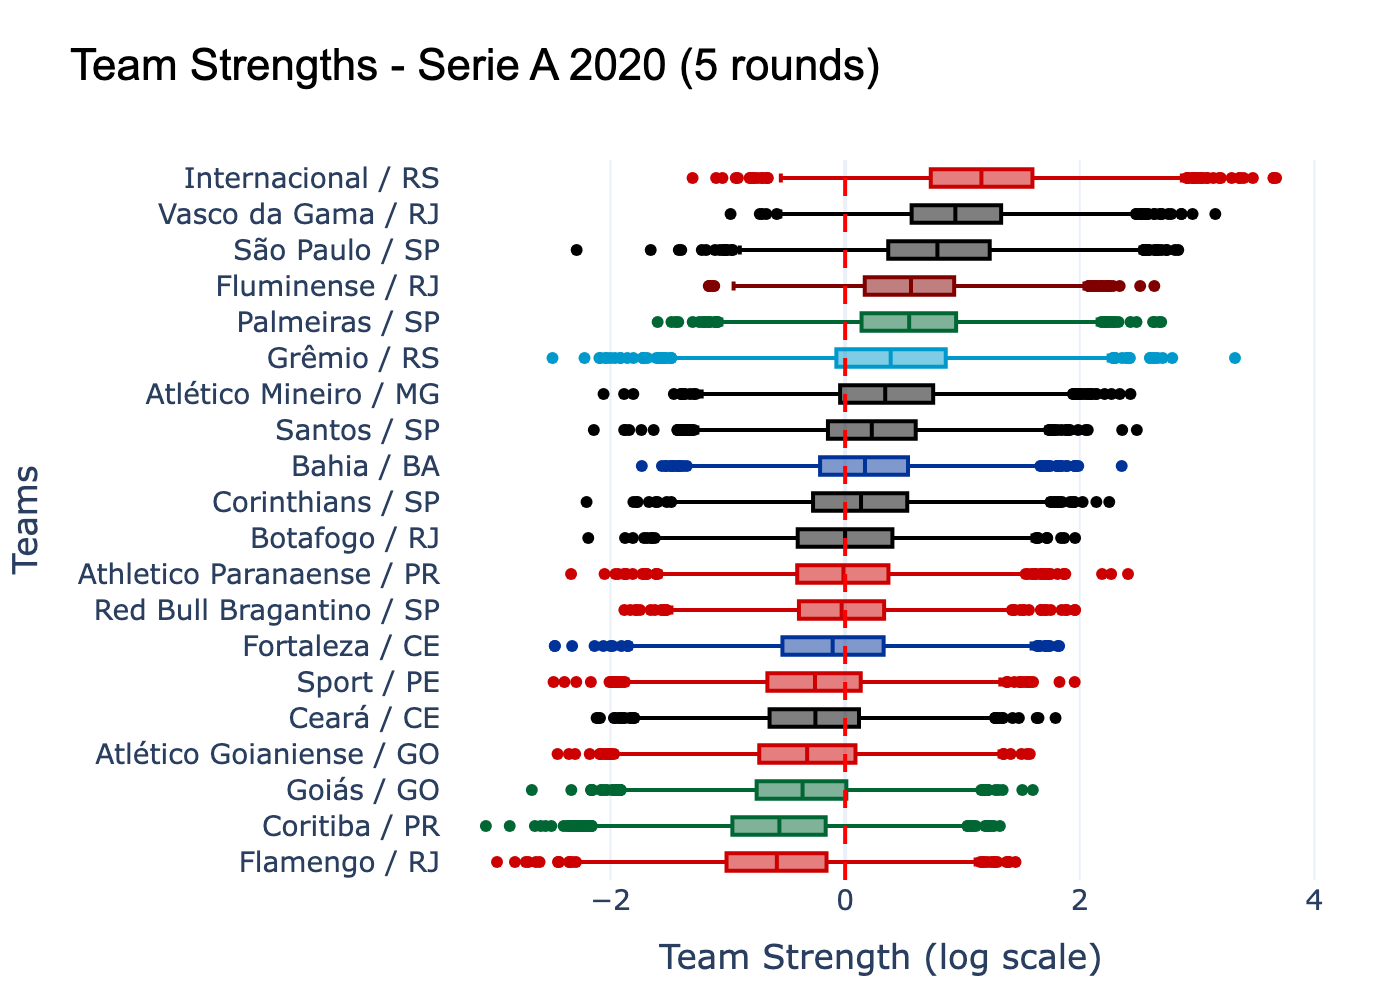 Team Strengths - Serie A 2020 (5 rounds)
Internacional / RS
Vasco da Gama / RJ
São Paulo / SP
Fluminense / RJ
Palmeiras / SP
Grêmio / RS
Atlético Mineiro / MG
Santos / SP
Bahia / BA
Corinthians / SP
Botafogo / RJ
Athletico Paranaense / PR
Red Bull Bragantino / SP
Fortaleza / CE
Sport / PE
Ceará / CE
Atlético Goianiense / GO
Goiás / GO
Coritiba / PR
Flamengo / RJ
Teams
−2 0 2 4
Team Strength (log scale)